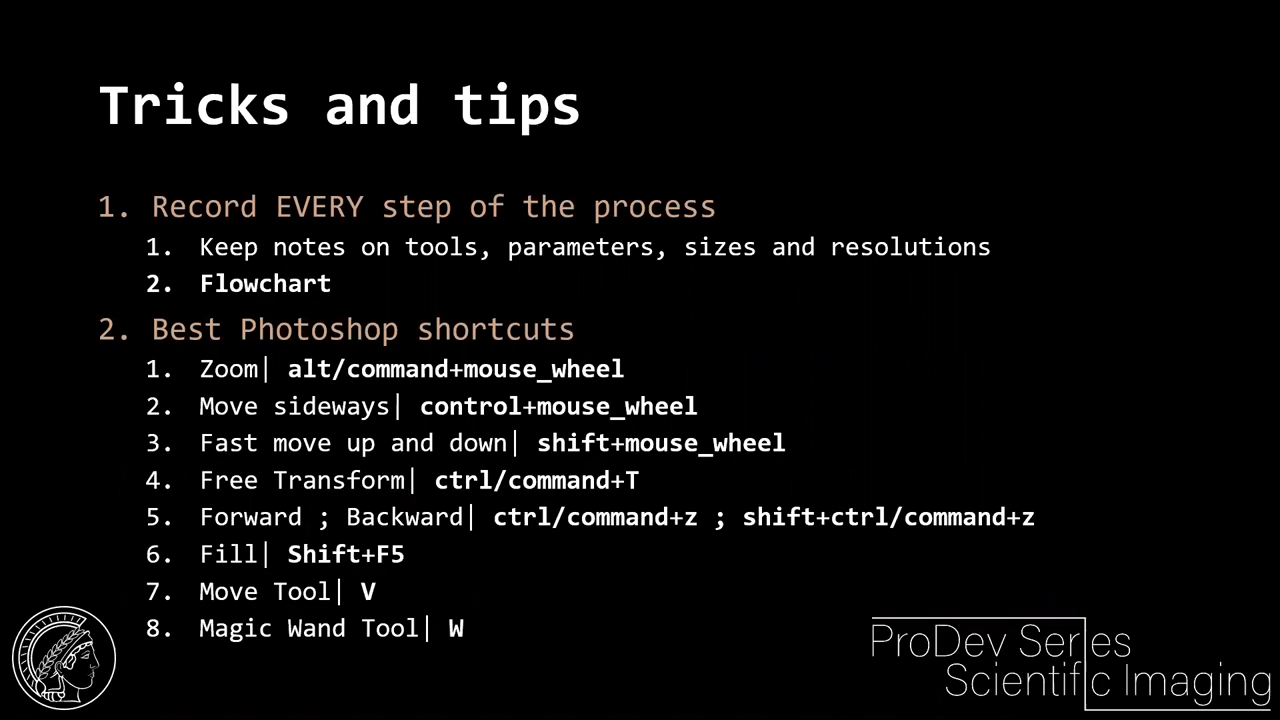 Tricks and tips
1. Record EVERY step of the process
1. Keep notes on tools, parameters, sizes and resolutions
2. Flowchart
2. Best Photoshop shortcuts
1. Zoom| alt/command+mouse_wheel
2. Move sideways| control+mouse_wheel
3. Fast move up and down| shift+mouse_wheel
4. Free Transform| ctrl/command+T
5. Forward ; Backward| ctrl/command+z ; shift+ctrl/command+z
6. Fill| Shift+F5
7. Move Tool| V
8. Magic Wand Tool| W
ProDev Series
Scientific Imaging